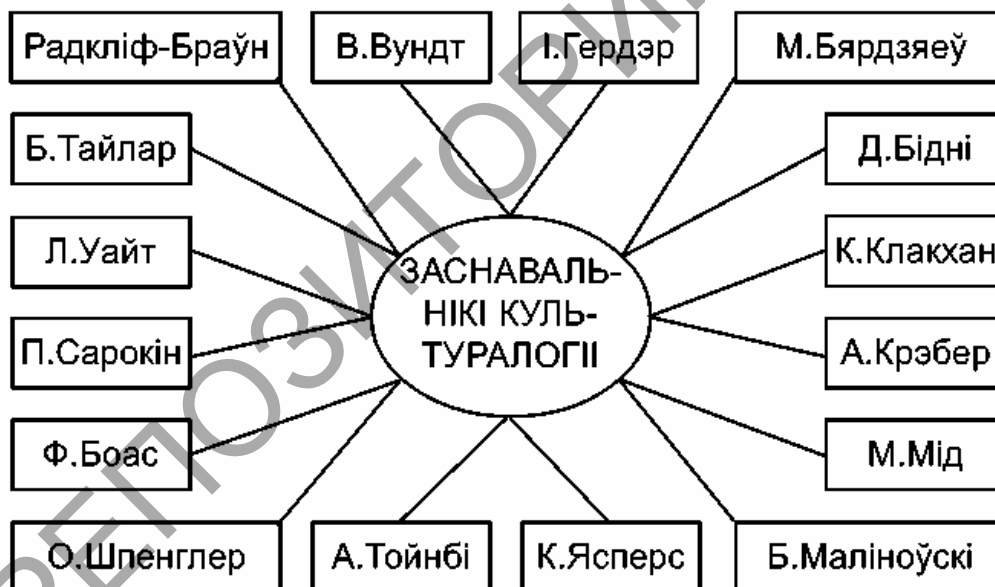 Радкліф-Браўн
В.Вундт
І.Гердэр
М.Бярдзяеў
Б.Тайлар
Д.Бідні
Л.Уайт
К.Клакхан
П.Сарокін
А.Крэбер
Ф.Боас
М.Мід
О.Шпенглер
А.Тойнбі
К.Ясперс
Б.Маліноўскі
ЗАСНАВАЛЬ-
НІКІ КУЛЬ-
ТУРАЛОГІІ
РЕПОЗИТОРИ